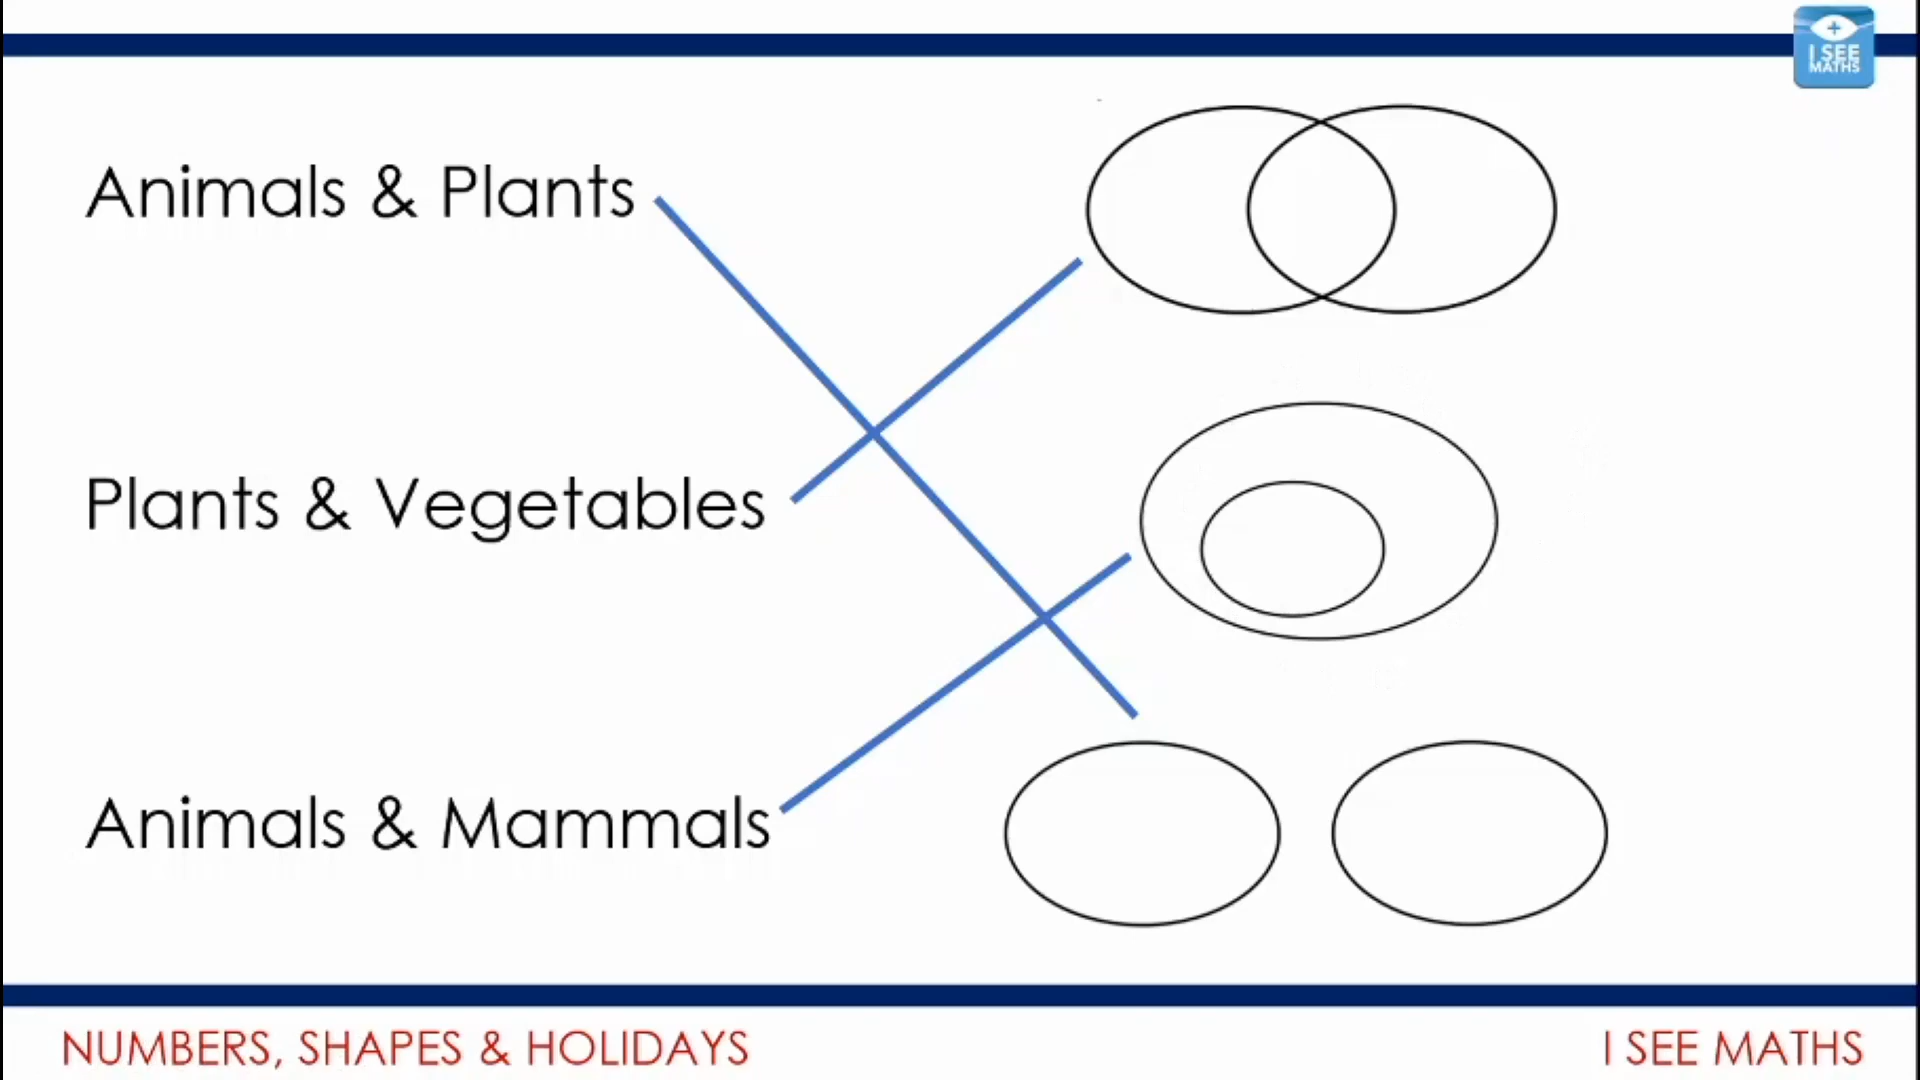 I SEE
MATHS
Animals & Plants
Plants & Vegetables
Animals & Mammals
NUMBERS, SHAPES & HOLIDAYS
I SEE MATHS